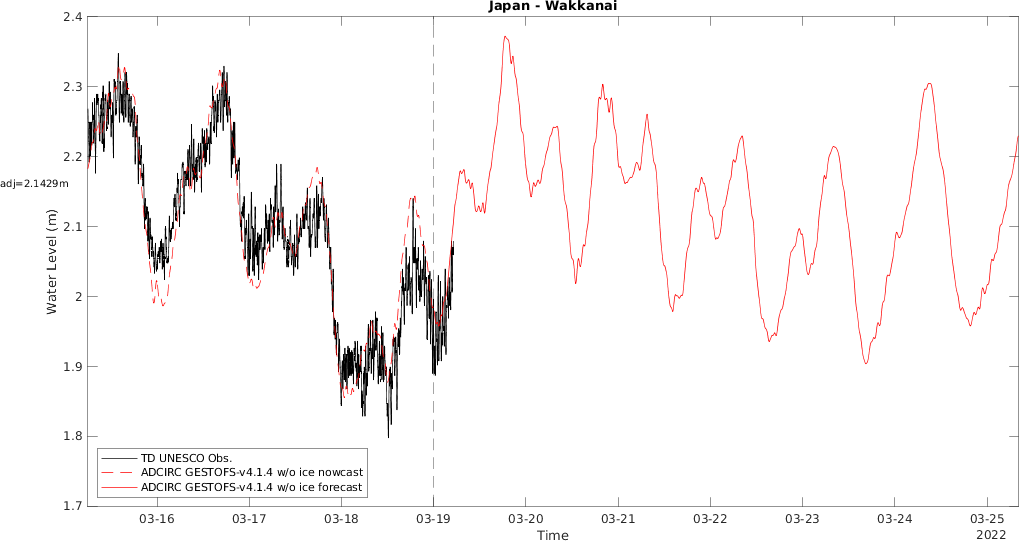 Japan - Wakkanai
2.4
2.3
2.2
adj=2.1429m
2.1
Water Level (m)
2
1.9
1.8
1.7
TD UNESCO Obs.
ADCIRC GESTOFS-v4.1.4 w/o ice nowcast
ADCIRC GESTOFS-v4.1.4 w/o ice forecast
03-16 03-17 03-18 03-19 03-20 03-21 03-22 03-23 03-24 03-25
Time
2022